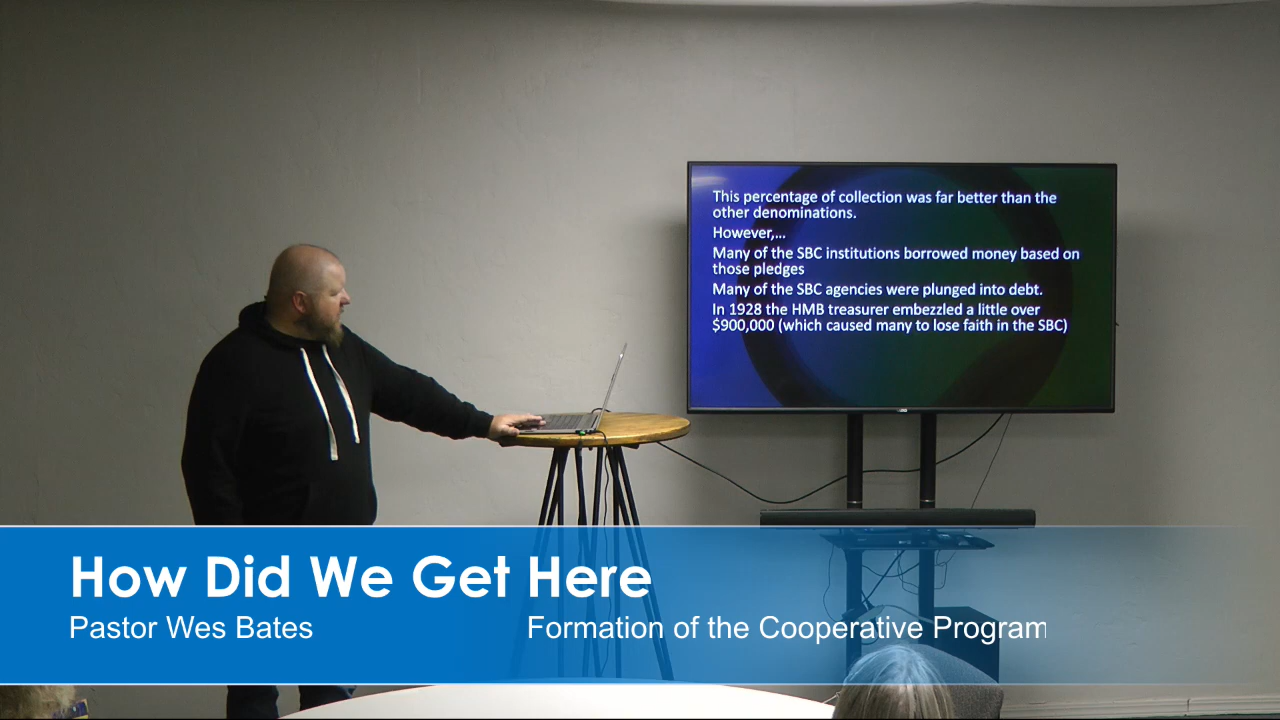 This percentage of collection was far better than the
other denominations.
However,...
Many of the SBC institutions borrowed money based on
those pledges
Many of the SBC agencies were plunged into debt.
In 1928 the HMB treasurer embezzled a little over
$900,000 (which caused many to lose faith in the SBC)
How Did We Get Here
Pastor Wes Bates
Formation of the Cooperative Program